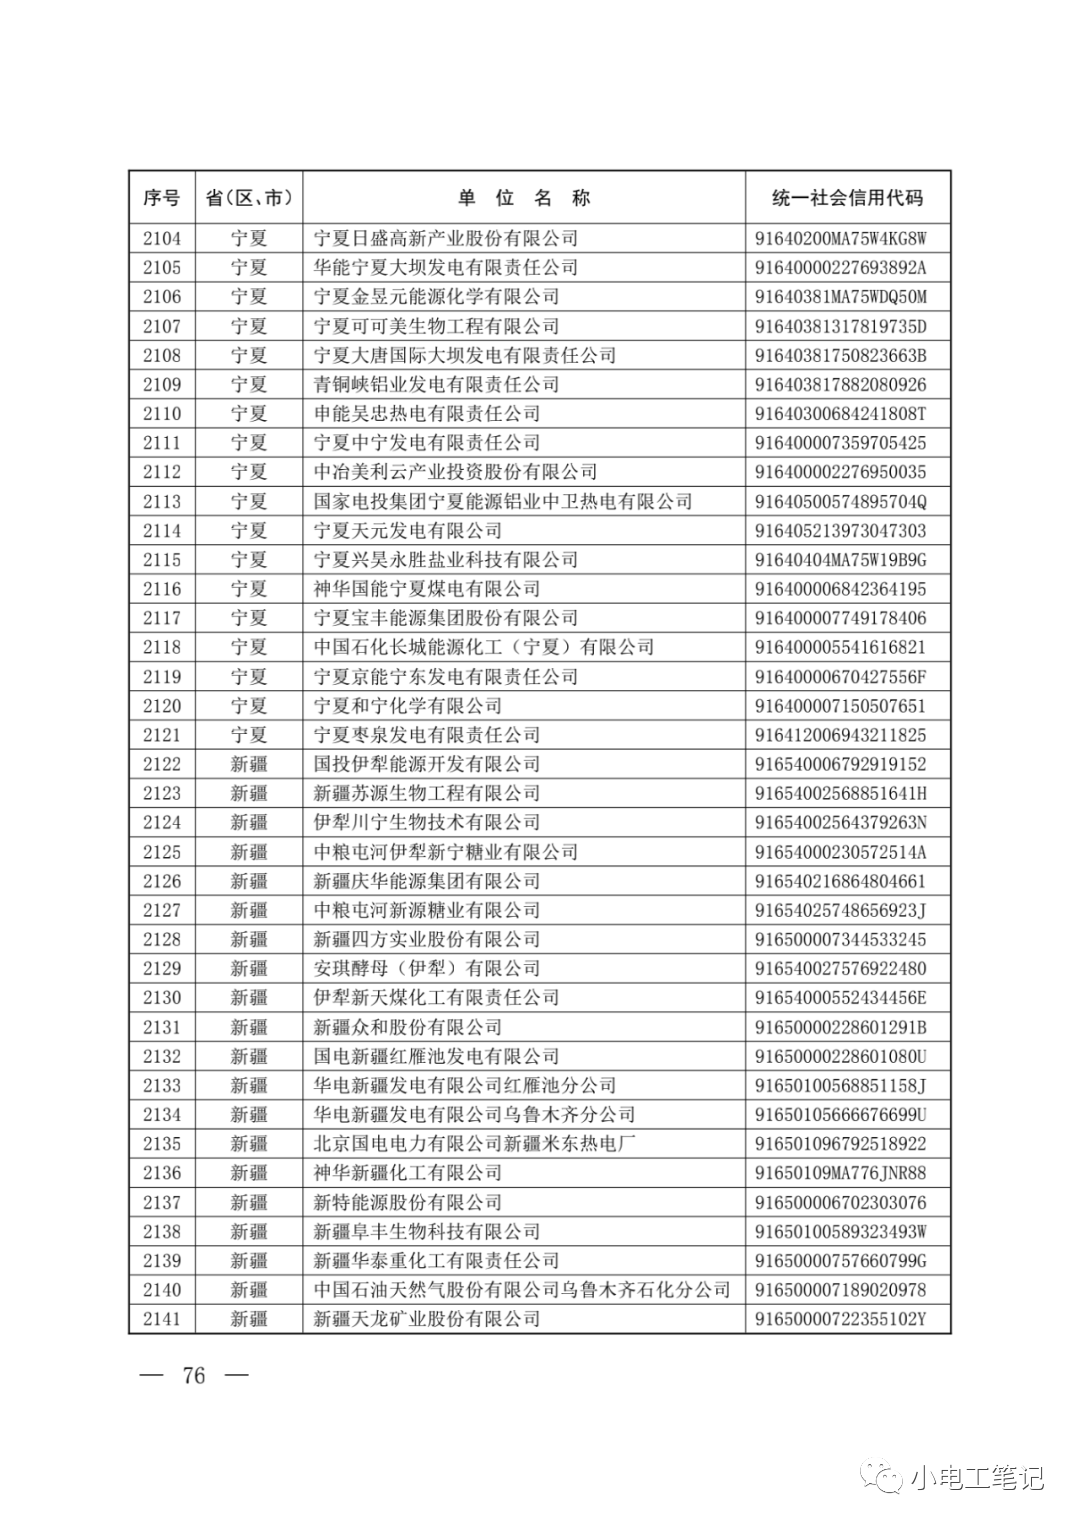 序号 省(区、市) 单位名称 统一社会信用代码
2104 宁夏 宁夏日盛高新产业股份有限公司 91640200MA75W4KG8W
2105 宁夏 华能宁夏大坝发电有限责任公司 91640000227693892A
2106 宁夏 宁夏金昱元能源化学有限公司 91640381MA75WDQ50M
2107 宁夏 宁夏可可美生物工程有限公司 91640381317819735D
2108 宁夏 宁夏大唐国际大坝发电有限责任公司 91640381750823663B
2109 宁夏 青铜峡铝业发电有限责任公司 916403817882080926
2110 宁夏 申能吴忠热电有限责任公司 91640300684241808T
2111 宁夏 宁夏中宁发电有限责任公司 916400007359705425
2112 宁夏 中冶美利云产业投资股份有限公司 916400002276950035
2113 宁夏 国家电投集团宁夏能源铝业中卫热电有限公司 91640500574895704Q
2114 宁夏 宁夏天元发电有限公司 916405213973047303
2115 宁夏 宁夏兴昊永胜盐业科技有限公司 91640404MA75W19B9G
2116 宁夏 神华国能宁夏煤电有限公司 916400006842364195
2117 宁夏 宁夏宝丰能源集团股份有限公司 916400007749178406
2118 宁夏 中国石化长城能源化工（宁夏）有限公司 916400005541616821
2119 宁夏 宁夏京能宁东发电有限责任公司 91640000670427556F
2120 宁夏 宁夏和宁化学有限公司 916400007150507651
2121 宁夏 宁夏枣泉发电有限责任公司 916412006943211825
2122 新疆 国投伊犁能源开发有限公司 916540006792919152
2123 新疆 新疆苏源生物工程有限公司 91654002568851641H
2124 新疆 伊犁川宁生物技术有限公司 91654002564379263N
2125 新疆 中粮屯河伊犁新宁糖业有限公司 91654000230572514A
2126 新疆 新疆庆华能源集团有限公司 916540216864804661
2127 新疆 中粮屯河新源糖业有限公司 91654025748656923J
2128 新疆 新疆四方实业股份有限公司 916500007344533245
2129 新疆 安琪酵母（伊犁）有限公司 916540027576922480
2130 新疆 伊犁新天煤化工有限责任公司 91654000552434456E
2131 新疆 新疆众和股份有限公司 91650000228601291B
2132 新疆 国电新疆红雁池发电有限公司 91650000228601080U
2133 新疆 华电新疆发电有限公司红雁池分公司 91650100568851158J
2134 新疆 华电新疆发电有限公司乌鲁木齐分公司 91650105666676699U
2135 新疆 北京国电电力有限公司新疆米东热电厂 916501096792518922
2136 新疆 神华新疆化工有限公司 91650109MA776JNR88
2137 新疆 新特能源股份有限公司 916500006702303076
2138 新疆 新疆阜丰生物科技有限公司 91650100589323493W
2139 新疆 新疆华泰重化工有限责任公司 91650000757660799G
2140 新疆 中国石油天然气股份有限公司乌鲁木齐石化分公司 916500007189020978
2141 新疆 新疆天龙矿业股份有限公司 91650000722355102Y
— 76 —
小电工笔记